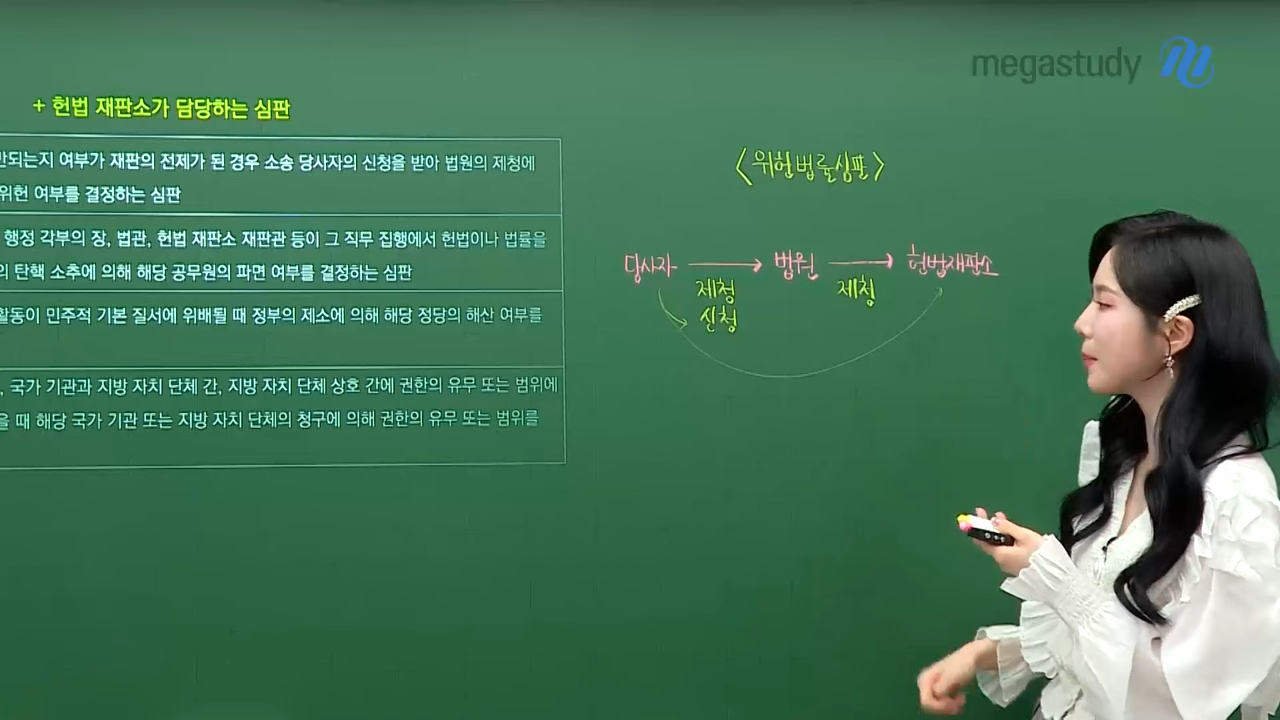 megastudy
+ 헌법 재판소가 담당하는 심판
반되는지 여부가 재판의 전제가 된 경우 소송 당사자의 신청을 받아 법원의 제청에
위헌 여부를 결정하는 심판
행정 각부의 장, 법관, 헌법 재판소 재판관 등이 그 직무 집행에서 헌법이나 법률을
의 탄핵 소추에 의해 해당 공무원의 파면 여부를 결정하는 심판
활동이 민주적 기본 질서에 위배될 때 정부의 제소에 의해 해당 정당의 해산 여부를
, 국가 기관과 지방 자치 단체 간, 지방 자치 단체 상호 간에 권한의 유무 또는 범위에
을 때 해당 국가 기관 또는 지방 자치 단체의 청구에 의해 권한의 유무 또는 범위를
<위헌법률심판>
당사자 → 법원 → 헌법재판소
제청 제청
신청